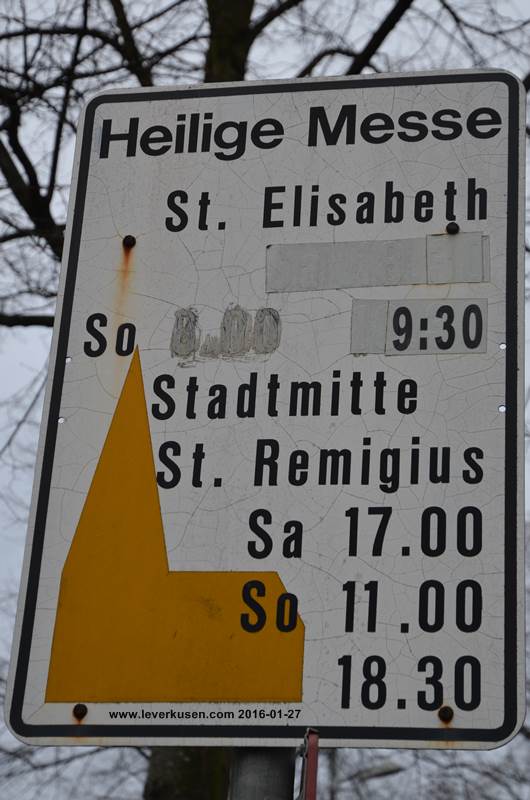 Heilige Messe
St. Elisabeth
So 9:30
Stadtmitte
St. Remigius
Sa 17.00
So 11.00
18.30
www.leverkusen.com 2016-01-27